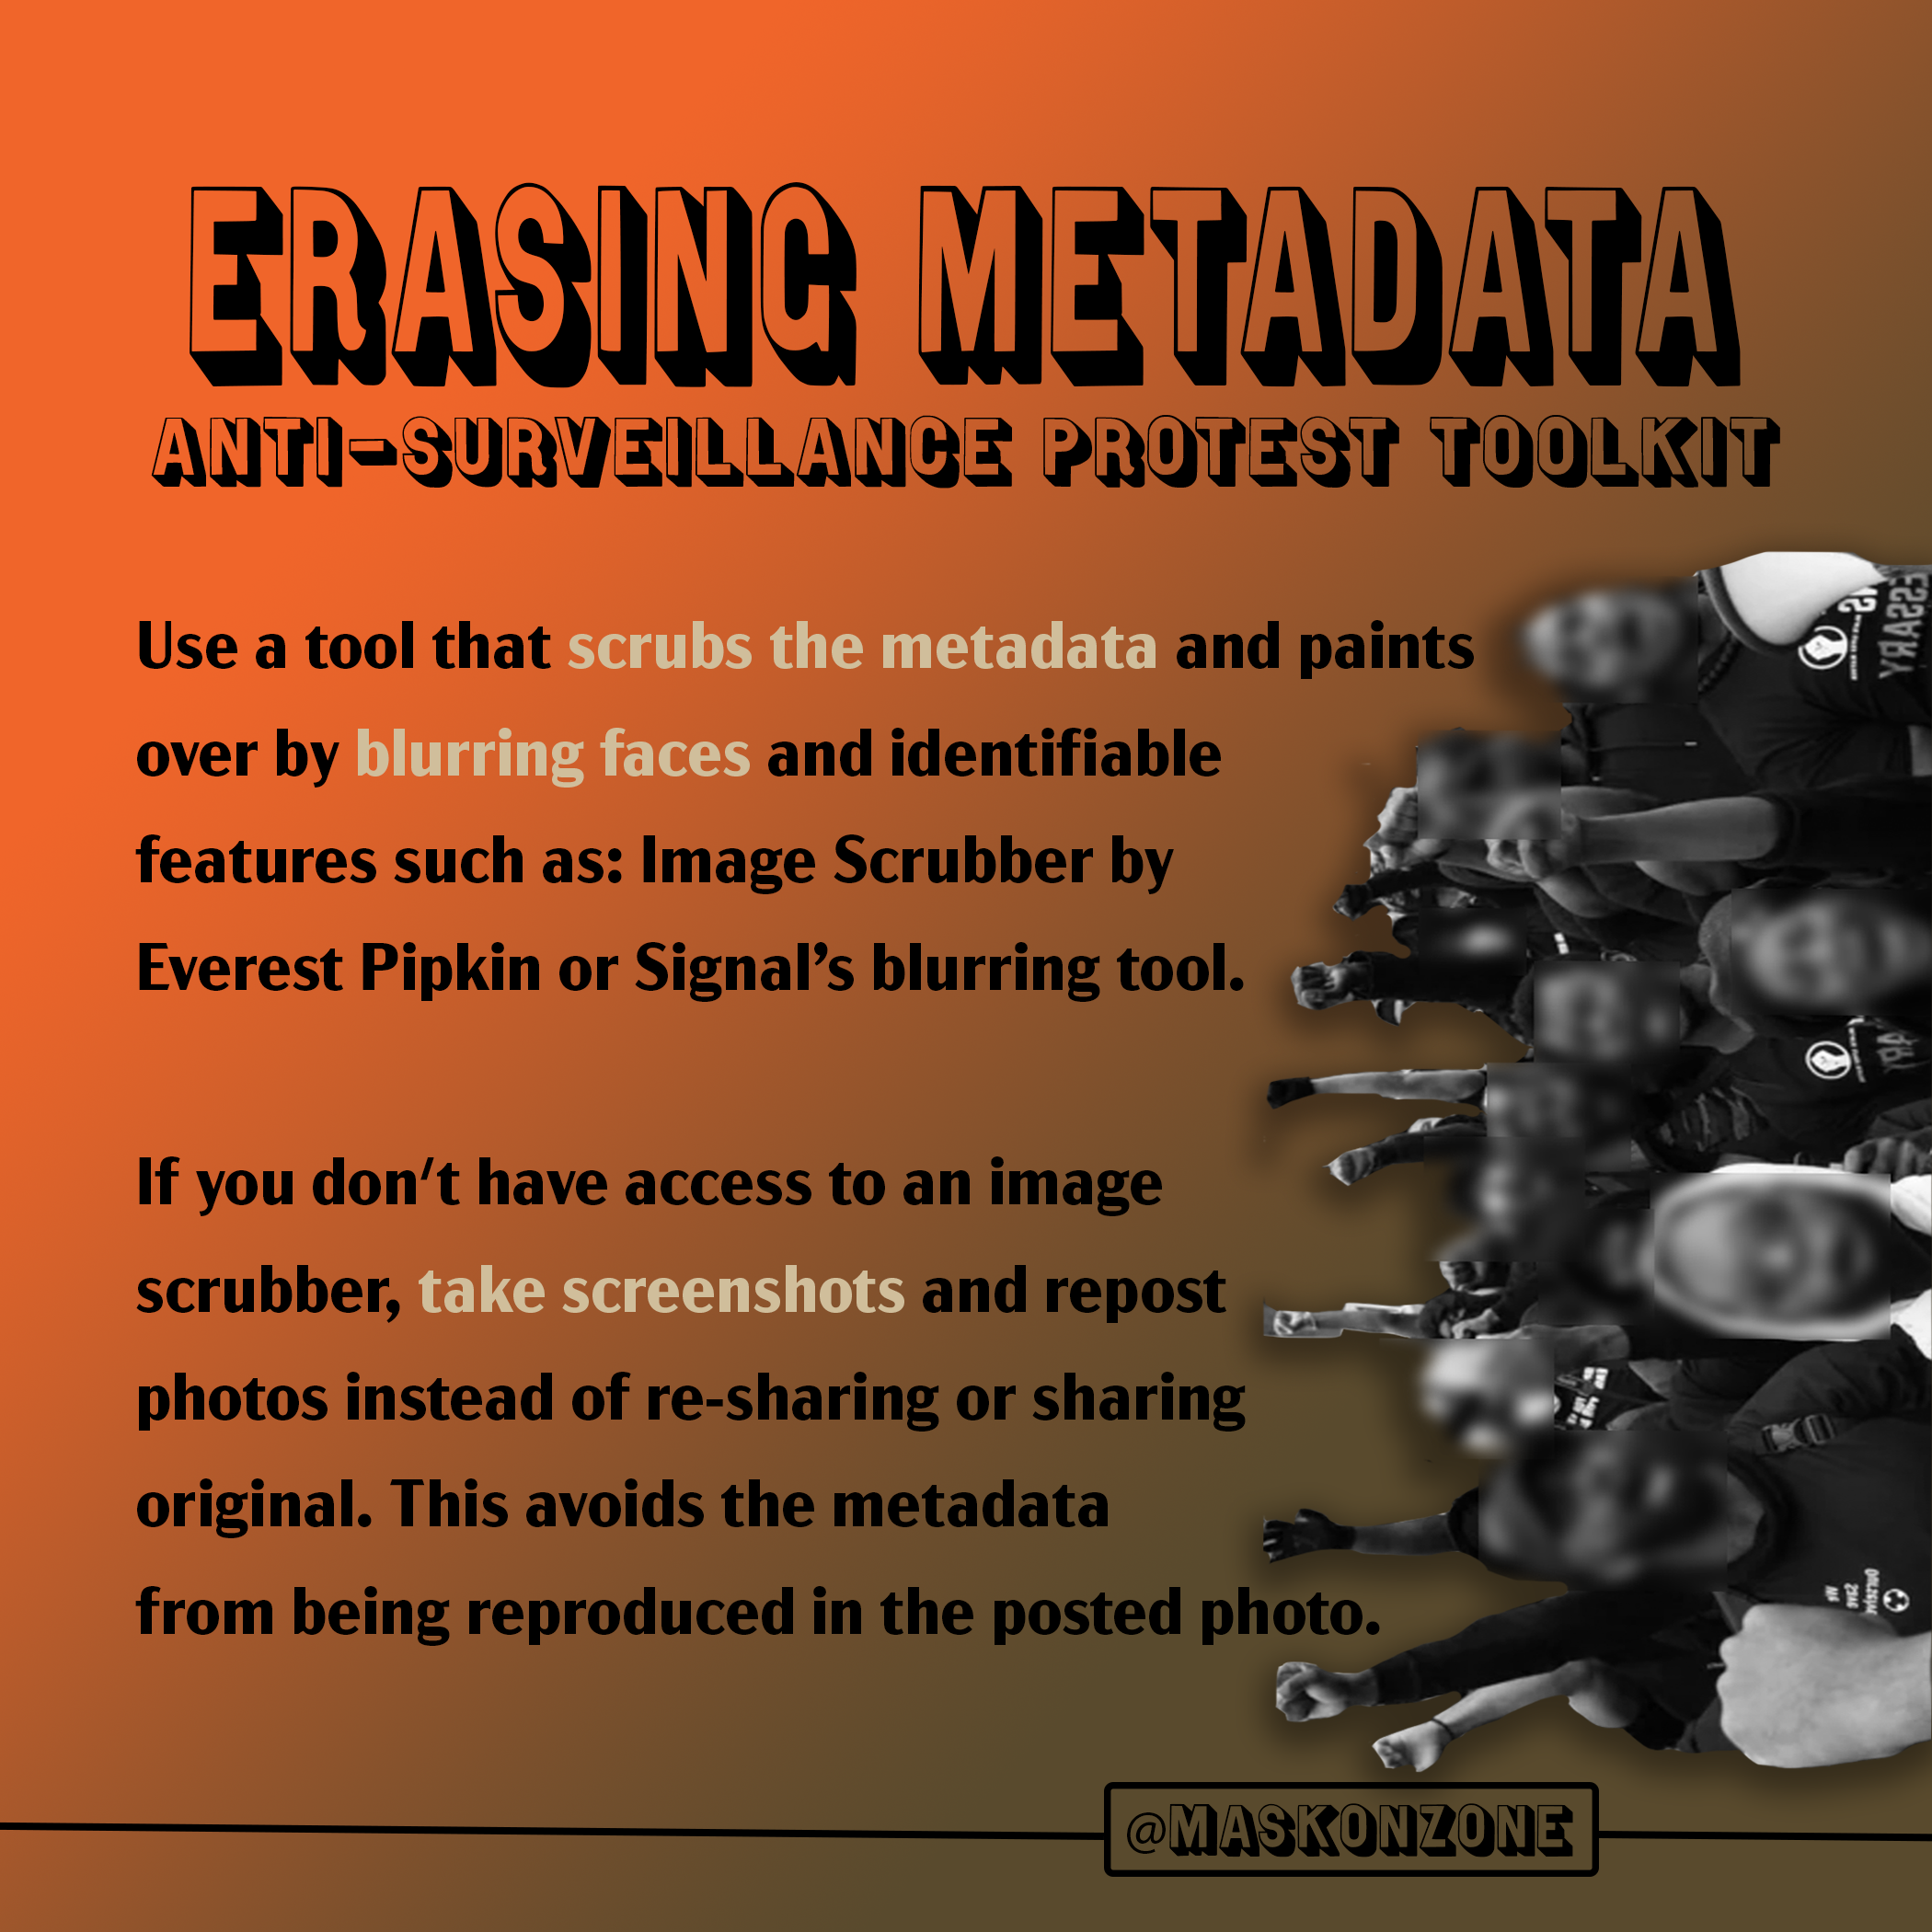 ERASING METADATA
ANTI-SURVEILLANCE PROTEST TOOLKIT
Use a tool that scrubs the metadata and paints
over by blurring faces and identifiable
features such as: Image Scrubber by
Everest Pipkin or Signal’s blurring tool.
If you don't have access to an image
scrubber, take screenshots and repost
photos instead of re-sharing or sharing
original. This avoids the metadata
from being reproduced in the posted photo.
@MASKONZONE